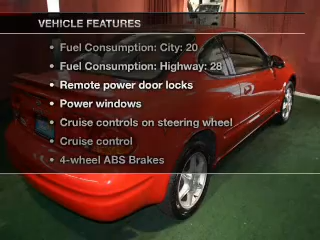 VEHICLE FEATURES
• Fuel Consumption: City: 20
• Fuel Consumption: Highway: 28
• Remote power door locks
• Power windows
• Cruise controls on steering wheel
• Cruise control
• 4-wheel ABS Brakes